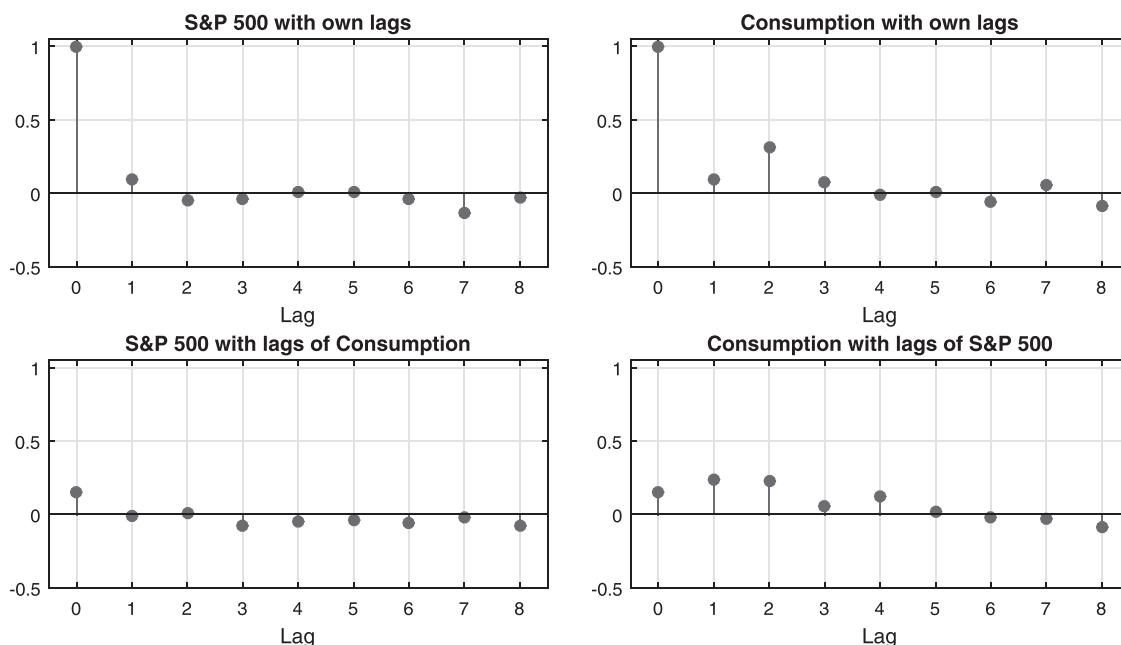 S&P 500 with own lags
1
0.5
0
-0.5
0 1 2 3 4 5 6 7 8
Lag
Consumption with own lags
1
0.5
0
-0.5
0 1 2 3 4 5 6 7 8
Lag
S&P 500 with lags of Consumption
1
0.5
0
-0.5
0 1 2 3 4 5 6 7 8
Lag
Consumption with lags of S&P 500
1
0.5
0
-0.5
0 1 2 3 4 5 6 7 8
Lag